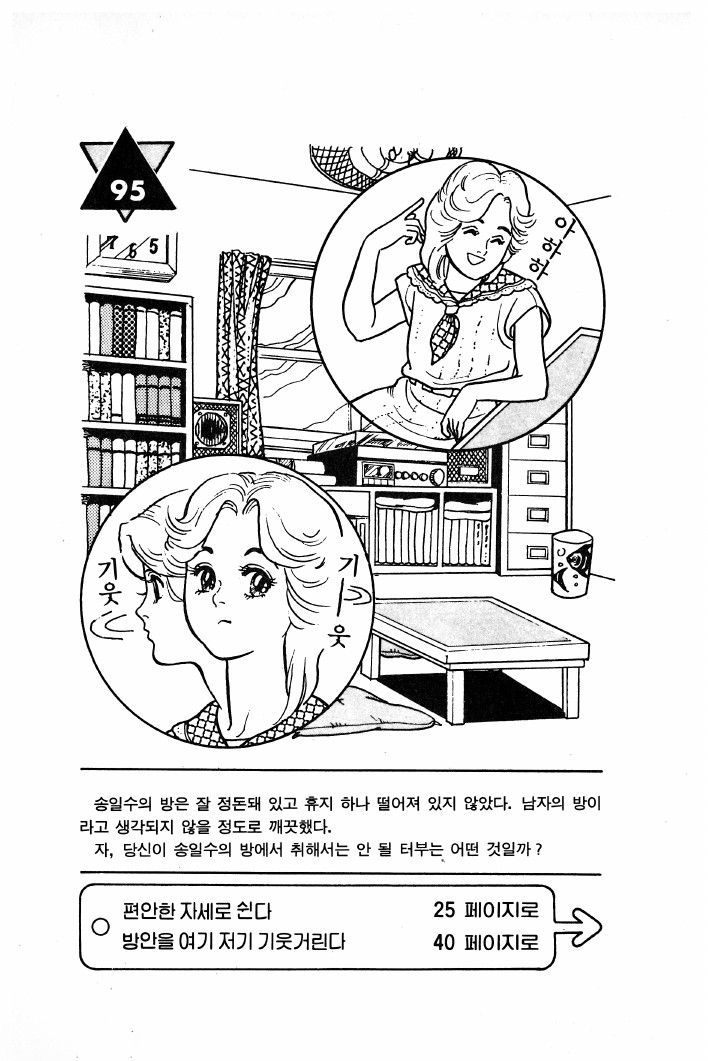 95
7 6 5
아
하
하
기
웃
기
웃
송일수의 방은 잘 정돈돼 있고 휴지 하나 떨어져 있지 않았다. 남자의 방이
라고 생각되지 않을 정도로 깨끗했다.
자, 당신이 송일수의 방에서 취해서는 안 될 터부는 어떤 것일까?
편안한 자세로 쉰다 25 페이지로
방안을 여기 저기 기웃거린다 40 페이지로